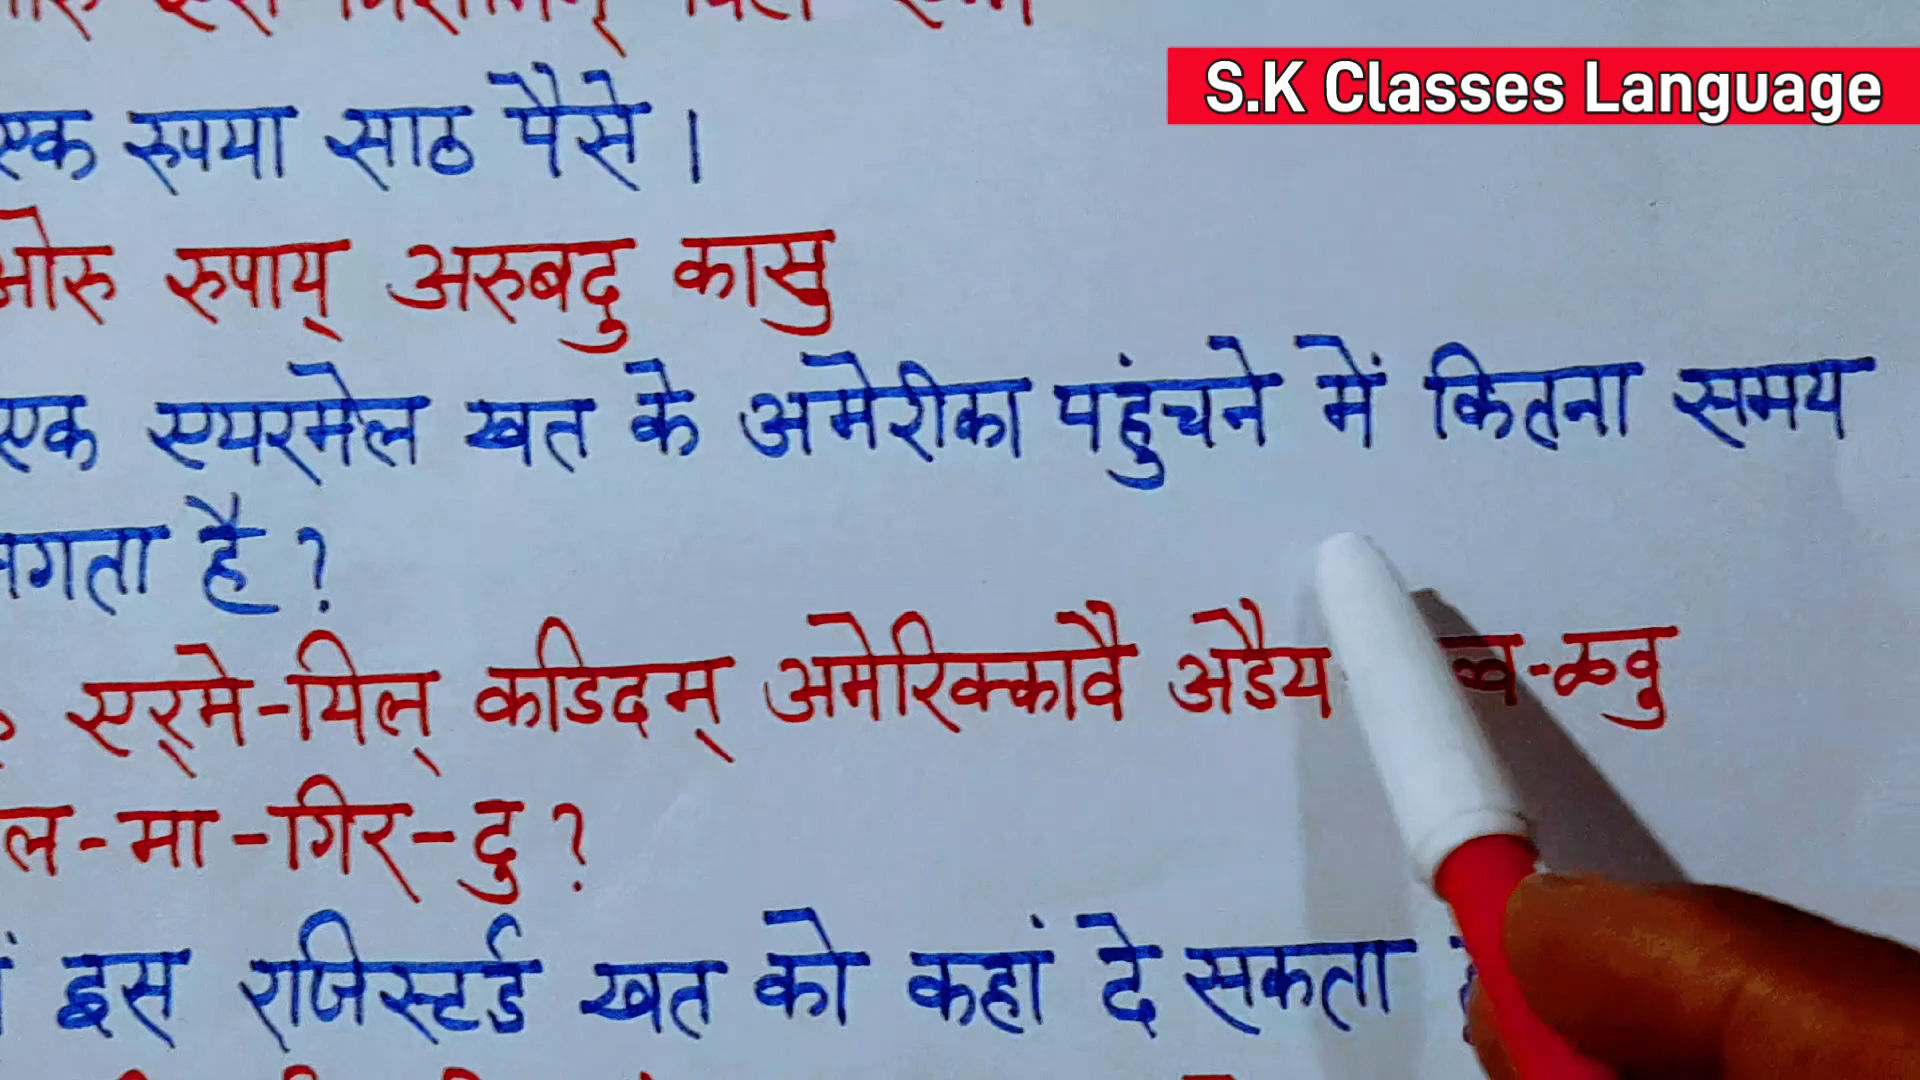 S.K Classes Language
एक रुपया साठ पैसे ।
ओरु रुपाय् अरुबदु कासु
एक एयरमेल खत के अमेरीका पहुंचने में कितना समय
लगता है ?
एर्मे-यिल् कडिदम् अमेरिक्कावै अडैय
ल-मा-गिर-दु ?
इस रजिस्टर्ड खत को कहां दे सकता